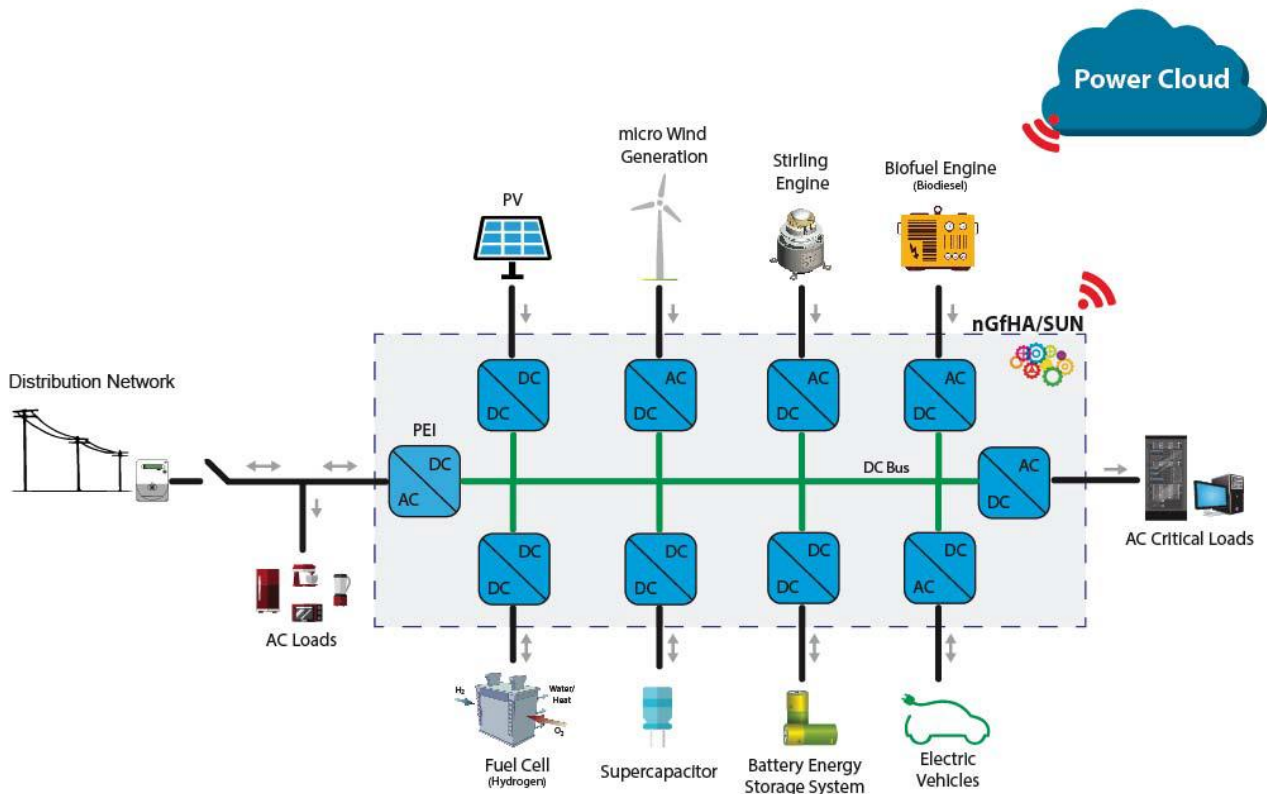 Power Cloud
micro Wind
Generation
Stirling
Engine
Biofuel Engine
(Biodiesel)
PV
nGfHA/SUN
Distribution Network
DC
DC
AC
DC
AC
DC
AC
DC
PEI
DC
AC
DC Bus
AC
DC
AC Critical Loads
DC
DC
DC
DC
DC
DC
DC
AC
AC Loads
H₂
Water/
Heat
O₂
Fuel Cell
(Hydrogen)
Supercapacitor
Battery Energy
Storage System
Electric
Vehicles